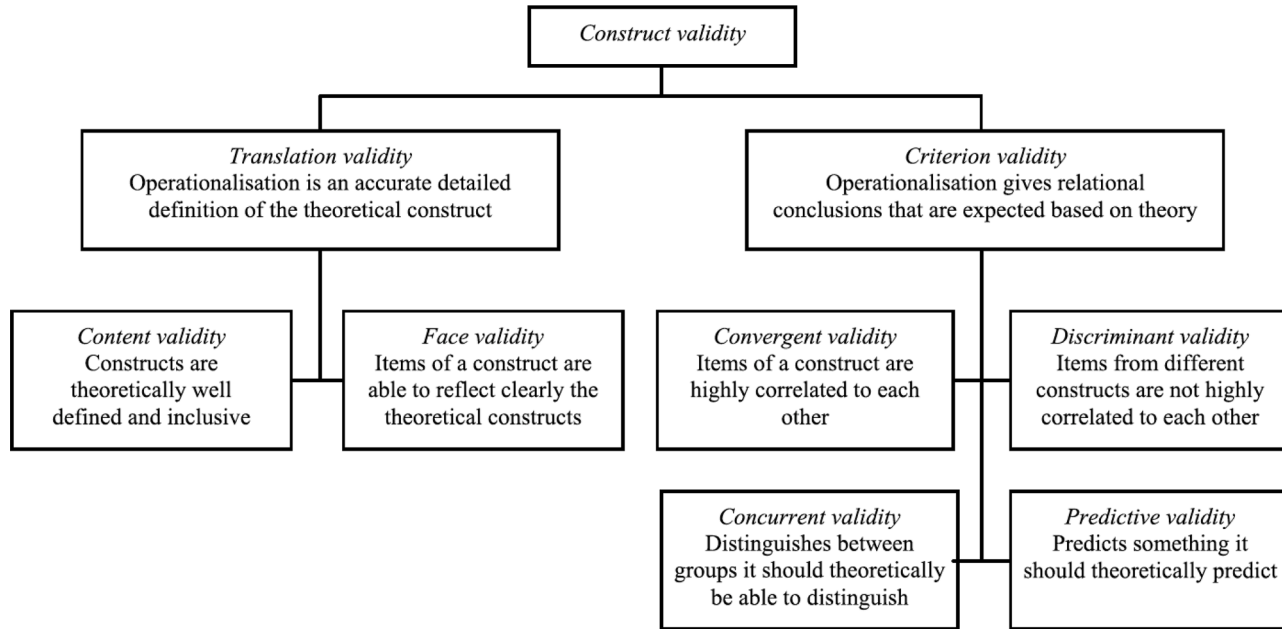 Construct validity
Translation validity
Operationalisation is an accurate detailed
definition of the theoretical construct
Criterion validity
Operationalisation gives relational
conclusions that are expected based on theory
Content validity
Constructs are
theoretically well
defined and inclusive
Face validity
Items of a construct are
able to reflect clearly the
theoretical constructs
Convergent validity
Items of a construct are
highly correlated to each
other
Discriminant validity
Items from different
constructs are not highly
correlated to each other
Concurrent validity
Distinguishes between
groups it should theoretically
be able to distinguish
Predictive validity
Predicts something it
should theoretically predict